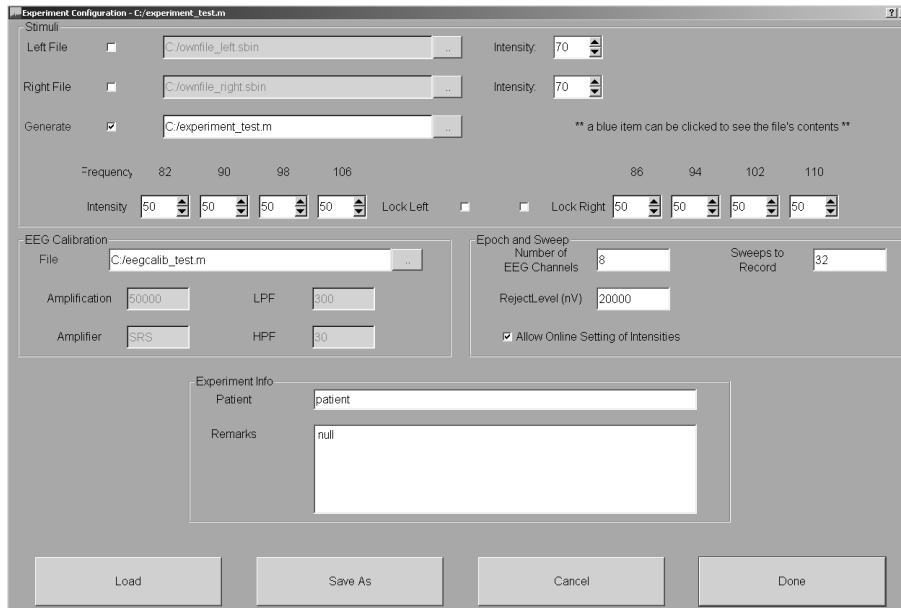 Experiment Configuration - C:/experiment_test.m
Stimuli
Left File C:/ownfile_left.sbin .. Intensity: 70
Right File C:/ownfile_right.sbin .. Intensity: 70
Generate C:/experiment_test.m .. ** a blue item can be clicked to see the file's contents **
Frequency 82 90 98 106 86 94 102 110
Intensity 50 50 50 50 Lock Left Lock Right 50 50 50 50
EEG Calibration
File C:/eegcalib_test.m ..
Amplification 50000 LPF 300
Amplifier SRS HPF 30
Epoch and Sweep
Number of EEG Channels 8 Sweeps to Record 32
RejectLevel (nV) 20000
Allow Online Setting of Intensities
Experiment Info
Patient patient
Remarks null
Load Save As Cancel Done